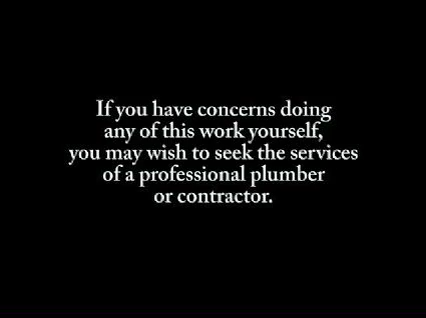 If you have concerns doing
any of this work yourself,
you may wish to seek the services
of a professional plumber
or contractor.